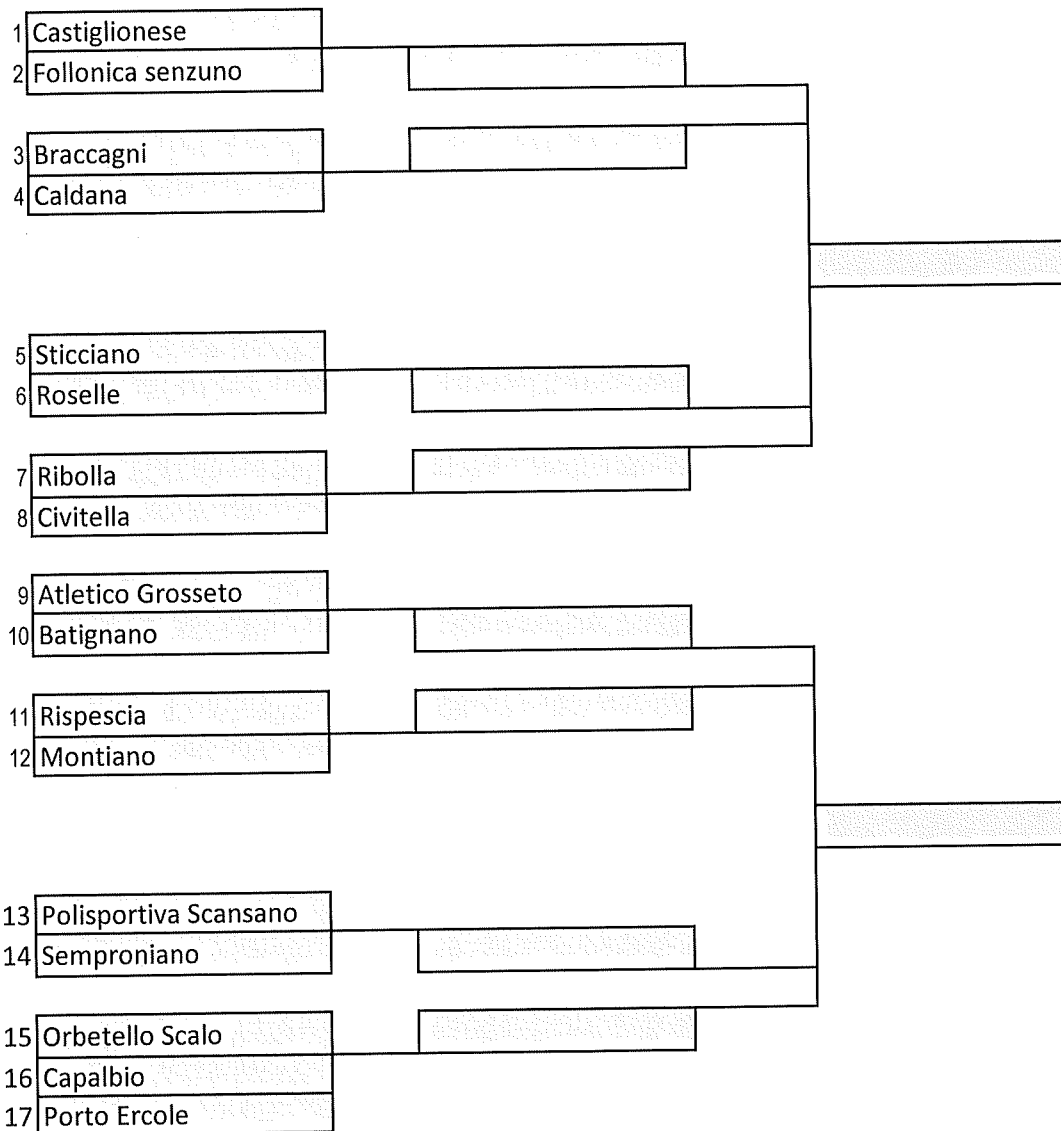 1 Castiglionese
2 Follonica senzuno
3 Braccagni
4 Caldana
5 Sticciano
6 Roselle
7 Ribolla
8 Civitella
9 Atletico Grosseto
10 Batignano
11 Rispescia
12 Montiano
13 Polisportiva Scansano
14 Semproniano
15 Orbetello Scalo
16 Capalbio
17 Porto Ercole